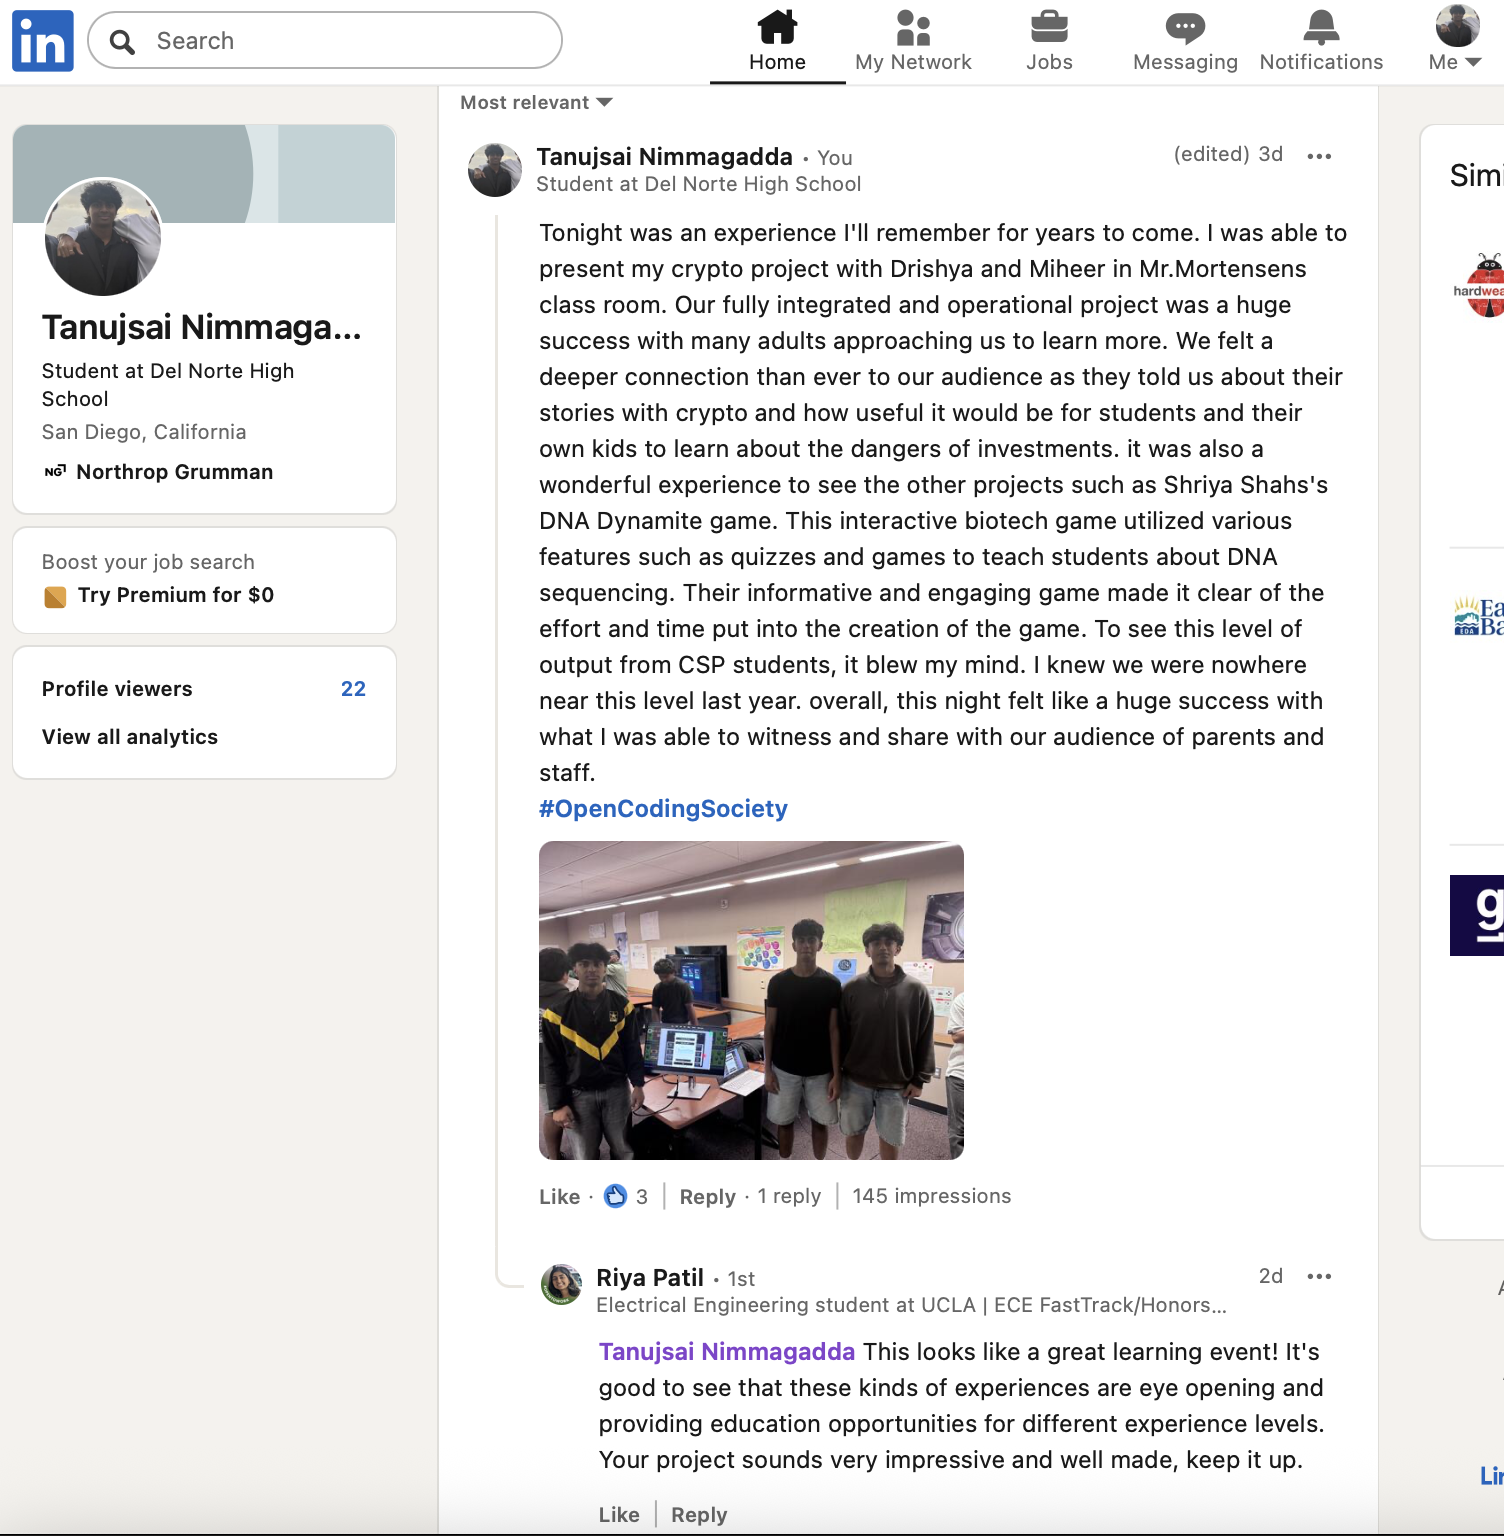 in
Search
Home
My Network
Jobs
Messaging
Notifications
Me
Tanujsai Nimmaga...
Student at Del Norte High
School
San Diego, California
NG Northrop Grumman
Boost your job search
Try Premium for $0
Profile viewers 22
View all analytics
Most relevant
Tanujsai Nimmagadda • You
(edited) 3d
Student at Del Norte High School
Tonight was an experience I'll remember for years to come. I was able to
present my crypto project with Drishya and Miheer in Mr.Mortensens
class room. Our fully integrated and operational project was a huge
success with many adults approaching us to learn more. We felt a
deeper connection than ever to our audience as they told us about their
stories with crypto and how useful it would be for students and their
own kids to learn about the dangers of investments. it was also a
wonderful experience to see the other projects such as Shriya Shahs's
DNA Dynamite game. This interactive biotech game utilized various
features such as quizzes and games to teach students about DNA
sequencing. Their informative and engaging game made it clear of the
effort and time put into the creation of the game. To see this level of
output from CSP students, it blew my mind. I knew we were nowhere
near this level last year. overall, this night felt like a huge success with
what I was able to witness and share with our audience of parents and
staff.
#OpenCodingSociety
Like · 3 | Reply · 1 reply | 145 impressions
Riya Patil • 1st
2d
Electrical Engineering student at UCLA | ECE FastTrack/Honors...
Tanujsai Nimmagadda This looks like a great learning event! It's
good to see that these kinds of experiences are eye opening and
providing education opportunities for different experience levels.
Your project sounds very impressive and well made, keep it up.
Like | Reply
Simi
hardwea
Ea
Ba
EDA
g
Lin